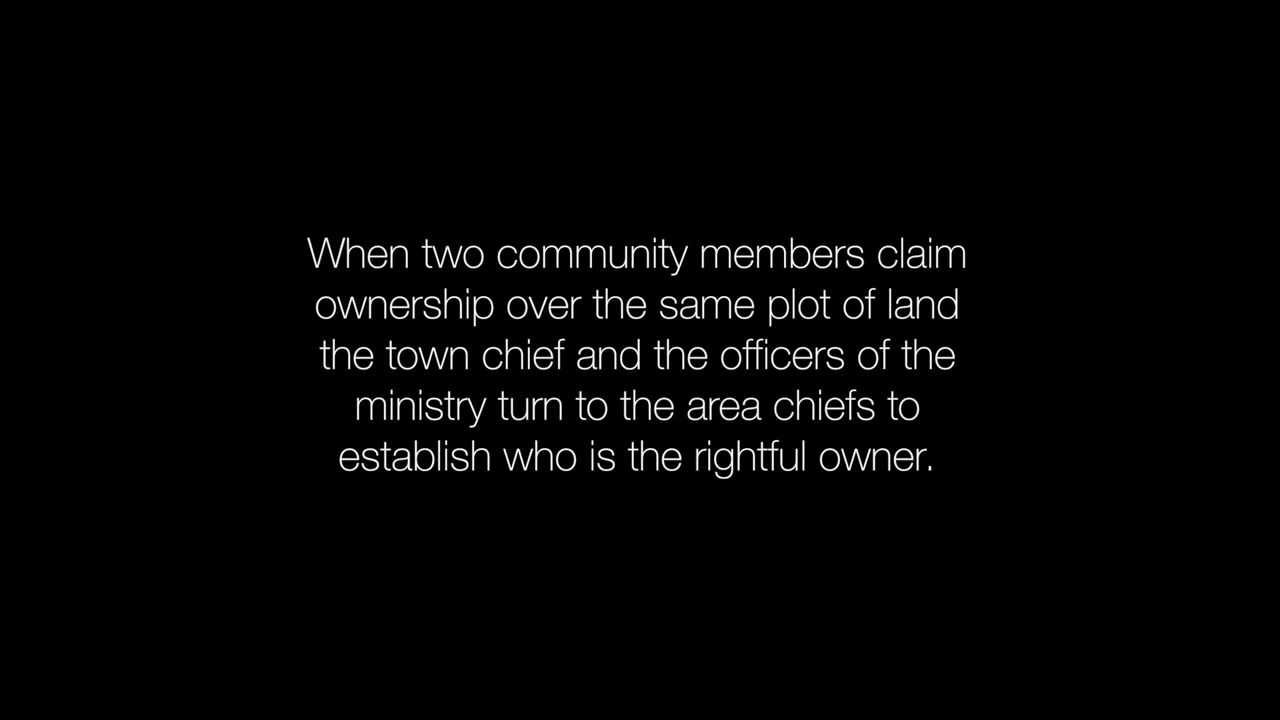 When two community members claim
ownership over the same plot of land
the town chief and the officers of the
ministry turn to the area chiefs to
establish who is the rightful owner.